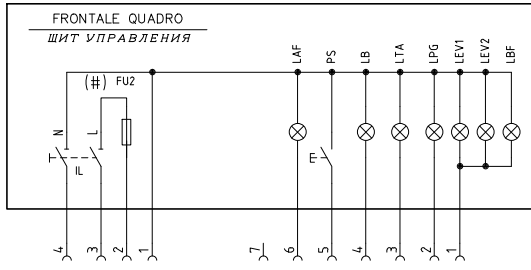 FRONTALE QUADRO
ЩИТ УПРАВЛЕНИЯ
LAF PS LB LTA LPG LEV1 LEV2 LBF
(#) FU2
N L
IL
4 3 2 1 7 6 5 4 3 2 1